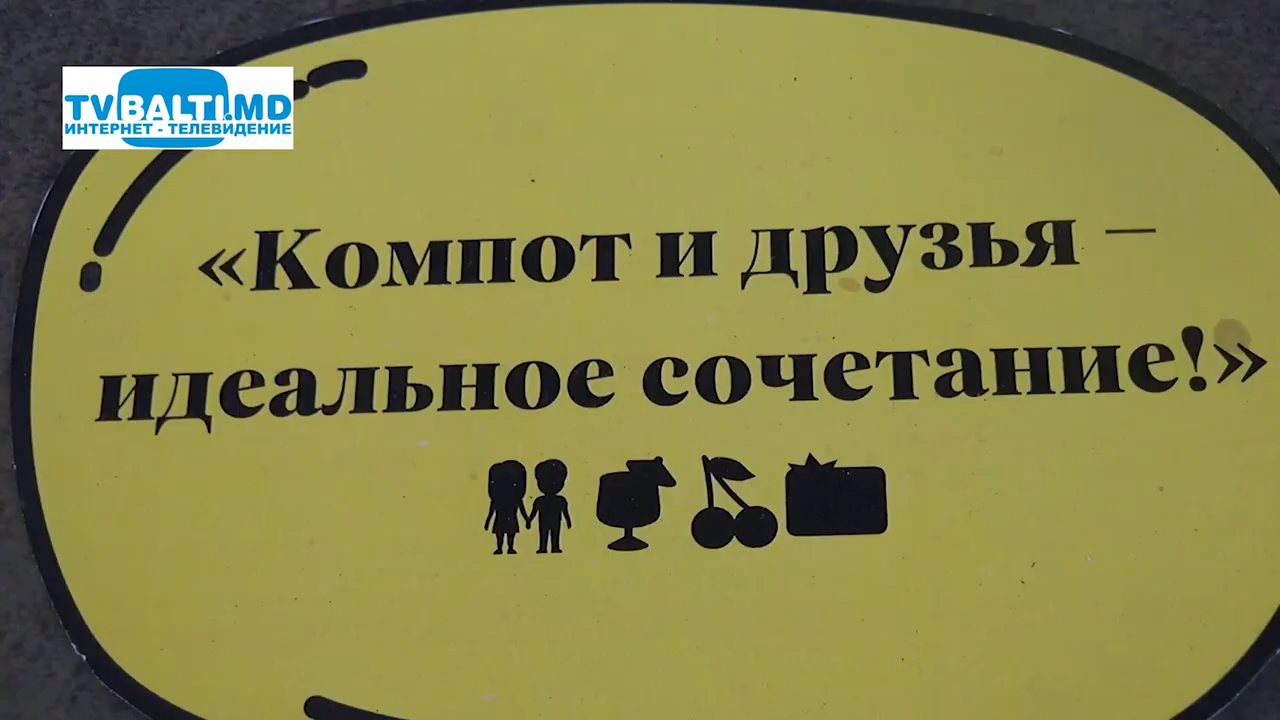 TVBALTI.MD
ИНТЕРНЕТ - ТЕЛЕВИДЕНИЕ
«Компот и друзья –
идеальное сочетание!»